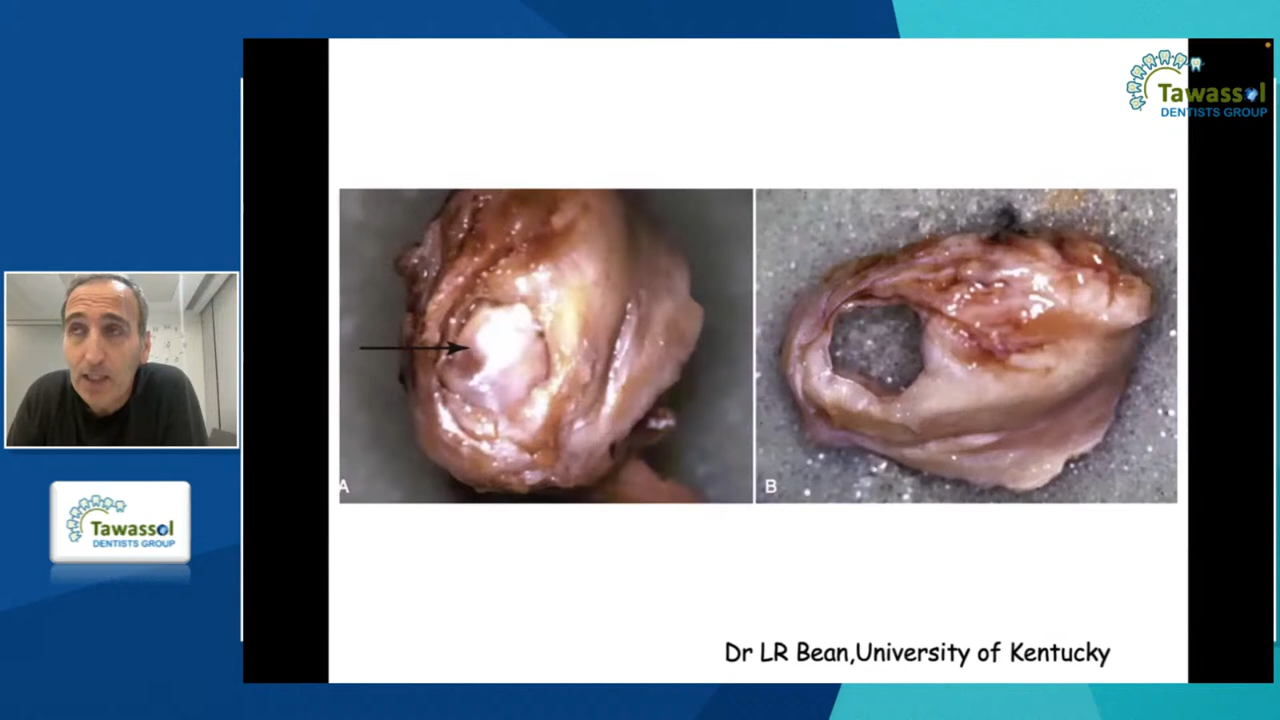 Tawassol
DENTISTS GROUP
A
B
Tawassol
DENTISTS GROUP
Dr LR Bean,University of Kentucky